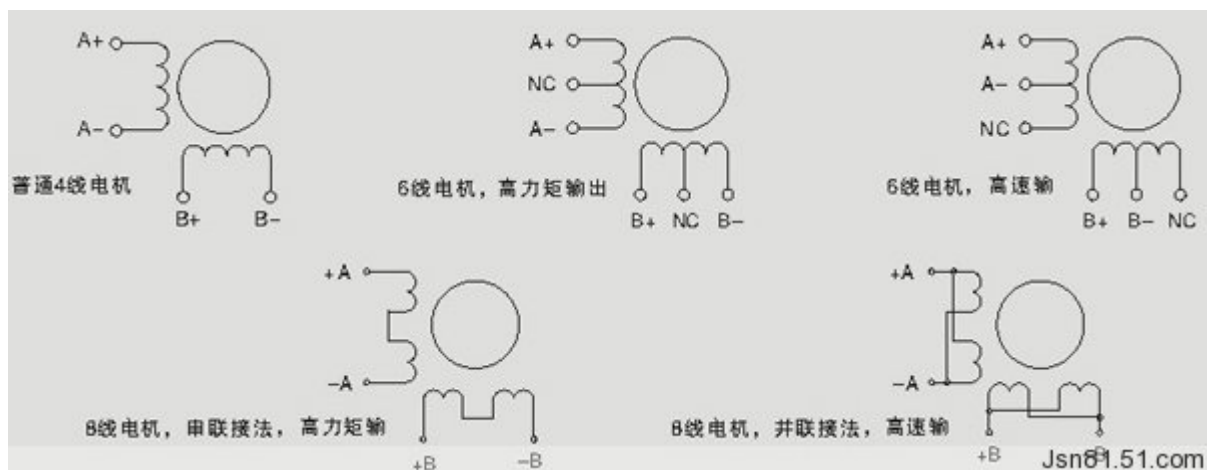 A+
A-
普通4线电机
B+ B-
A+
NC
A-
6线电机，高力矩输出
B+ NC B-
A+
A-
NC
6线电机，高速输
B+ B- NC
+A
-A
8线电机，串联接法，高力矩输
+B -B
+A
-A
8线电机，并联接法，高速输
+B -B
Jsn81.51.com